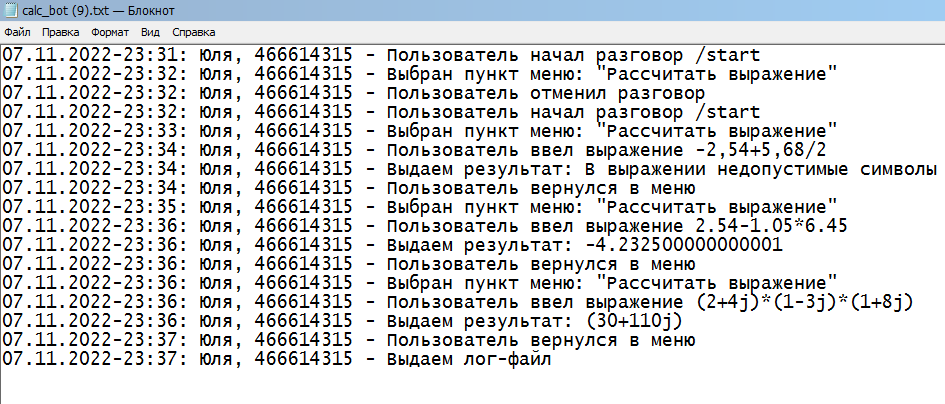 calc_bot (9).txt — Блокнот
Файл Правка Формат Вид Справка
07.11.2022-23:31: Юля, 466614315 - Пользователь начал разговор /start
07.11.2022-23:32: Юля, 466614315 - Выбран пункт меню: "Рассчитать выражение"
07.11.2022-23:32: Юля, 466614315 - Пользователь отменил разговор
07.11.2022-23:32: Юля, 466614315 - Пользователь начал разговор /start
07.11.2022-23:33: Юля, 466614315 - Выбран пункт меню: "Рассчитать выражение"
07.11.2022-23:34: Юля, 466614315 - Пользователь ввел выражение -2,54+5,68/2
07.11.2022-23:34: Юля, 466614315 - Выдаем результат: В выражении недопустимые символы
07.11.2022-23:34: Юля, 466614315 - Пользователь вернулся в меню
07.11.2022-23:35: Юля, 466614315 - Выбран пункт меню: "Рассчитать выражение"
07.11.2022-23:36: Юля, 466614315 - Пользователь ввел выражение 2.54-1.05*6.45
07.11.2022-23:36: Юля, 466614315 - Выдаем результат: -4.232500000000001
07.11.2022-23:36: Юля, 466614315 - Пользователь вернулся в меню
07.11.2022-23:36: Юля, 466614315 - Выбран пункт меню: "Рассчитать выражение"
07.11.2022-23:36: Юля, 466614315 - Пользователь ввел выражение (2+4j)*(1-3j)*(1+8j)
07.11.2022-23:36: Юля, 466614315 - Выдаем результат: (30+110j)
07.11.2022-23:37: Юля, 466614315 - Пользователь вернулся в меню
07.11.2022-23:37: Юля, 466614315 - Выдаем лог-файл